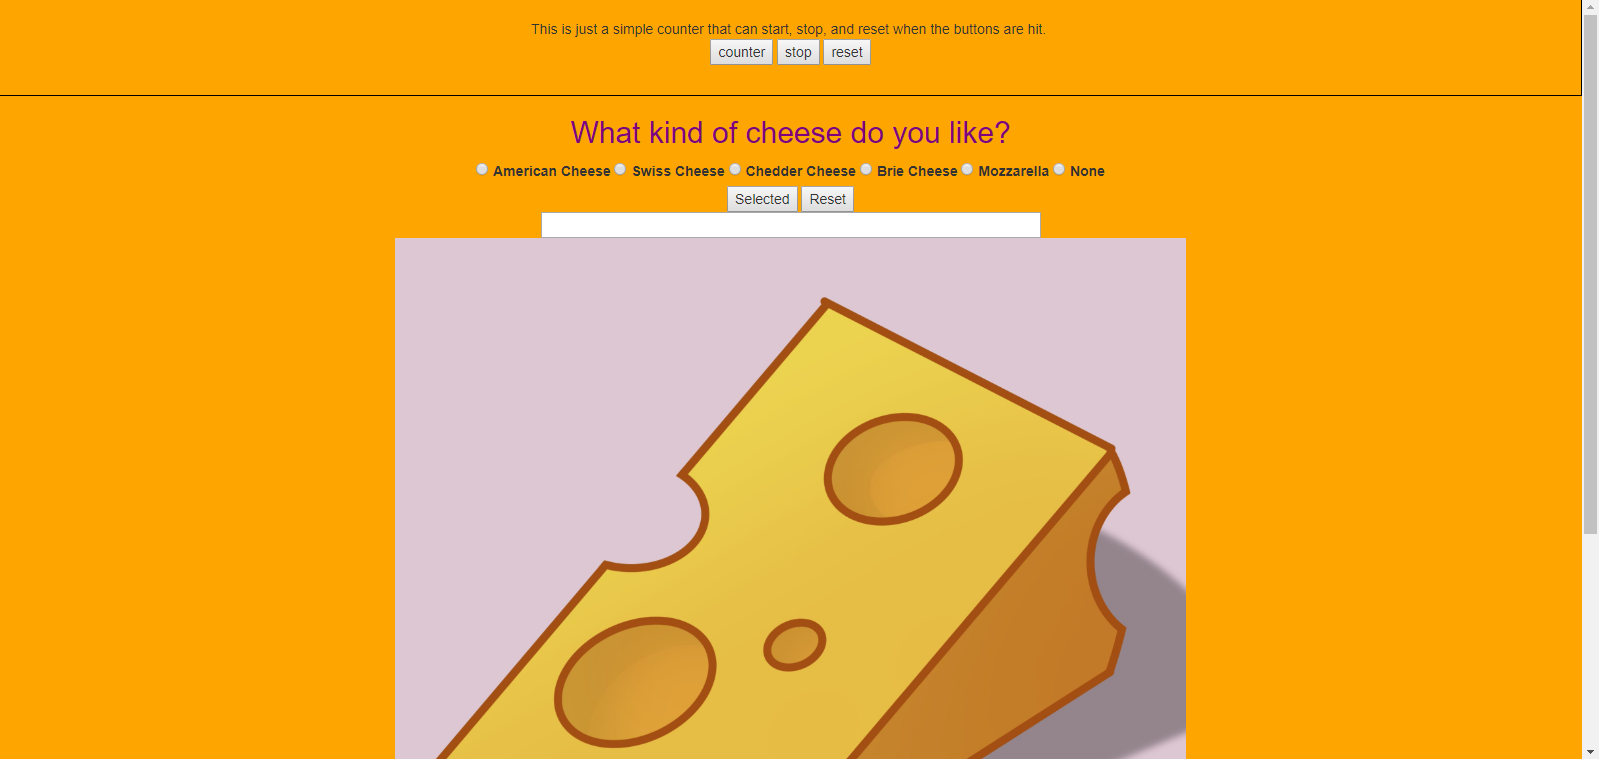 This is just a simple counter that can start, stop, and reset when the buttons are hit.
counter stop reset
What kind of cheese do you like?
American Cheese Swiss Cheese Chedder Cheese Brie Cheese Mozzarella None
Selected Reset